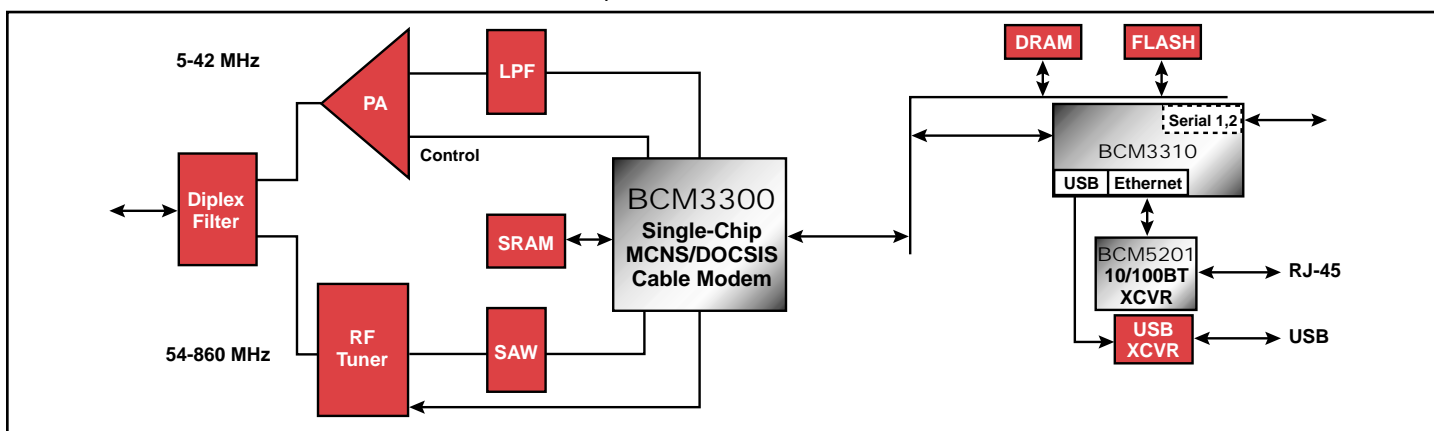 5-42 MHz
PA
LPF
Control
Diplex
Filter
SRAM
BCM3300
Single-Chip
MCNS/DOCSIS
Cable Modem
54-860 MHz
RF
Tuner
SAW
DRAM
FLASH
Serial 1,2
BCM3310
USB
Ethernet
BCM5201
10/100BT
XCVR
RJ-45
USB
XCVR
USB